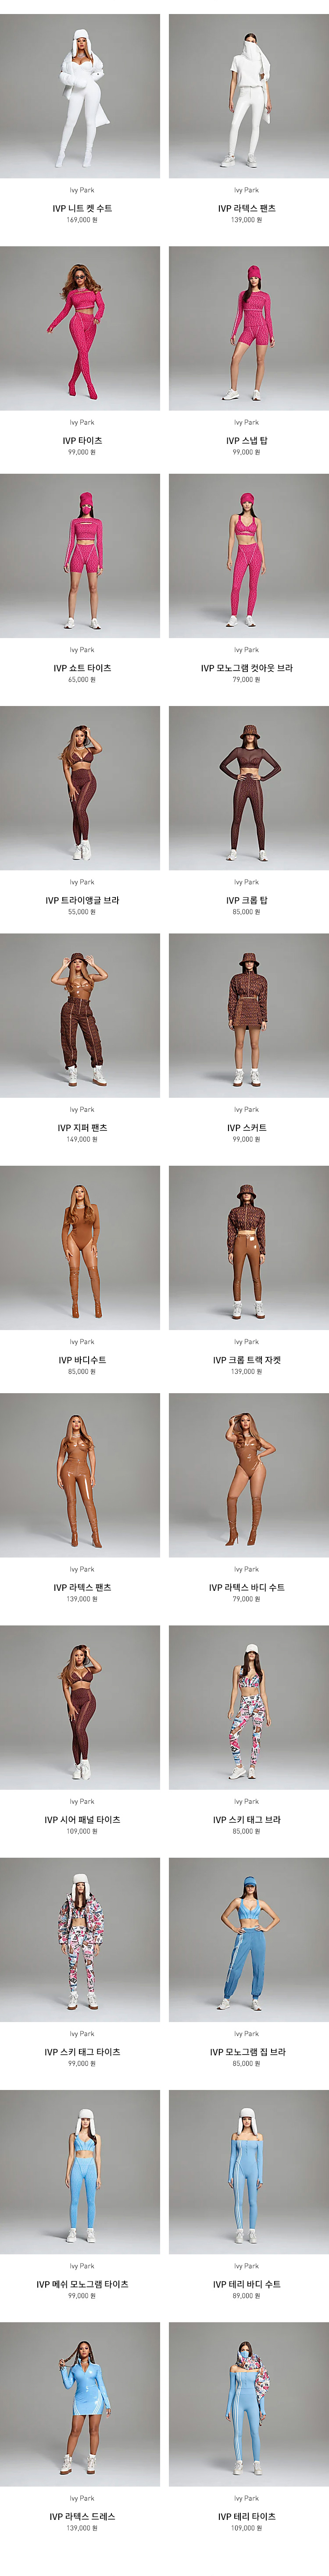 Ivy Park
IVP 니트 켓 수트
169,000 원
Ivy Park
IVP 라텍스 팬츠
139,000 원
Ivy Park
IVP 타이츠
99,000 원
Ivy Park
IVP 스냅 탑
99,000 원
Ivy Park
IVP 쇼트 타이츠
65,000 원
Ivy Park
IVP 모노그램 컷아웃 브라
79,000 원
Ivy Park
IVP 트라이앵글 브라
55,000 원
Ivy Park
IVP 크롭 탑
85,000 원
Ivy Park
IVP 지퍼 팬츠
149,000 원
Ivy Park
IVP 스커트
99,000 원
Ivy Park
IVP 바디수트
85,000 원
Ivy Park
IVP 크롭 트랙 자켓
139,000 원
Ivy Park
IVP 라텍스 팬츠
139,000 원
Ivy Park
IVP 라텍스 바디 수트
79,000 원
Ivy Park
IVP 시어 패널 타이츠
109,000 원
Ivy Park
IVP 스키 태그 브라
85,000 원
Ivy Park
IVP 스키 태그 타이츠
99,000 원
Ivy Park
IVP 모노그램 집 브라
85,000 원
Ivy Park
IVP 메쉬 모노그램 타이츠
99,000 원
Ivy Park
IVP 테리 바디 수트
89,000 원
Ivy Park
IVP 라텍스 드레스
139,000 원
Ivy Park
IVP 테리 타이츠
109,000 원